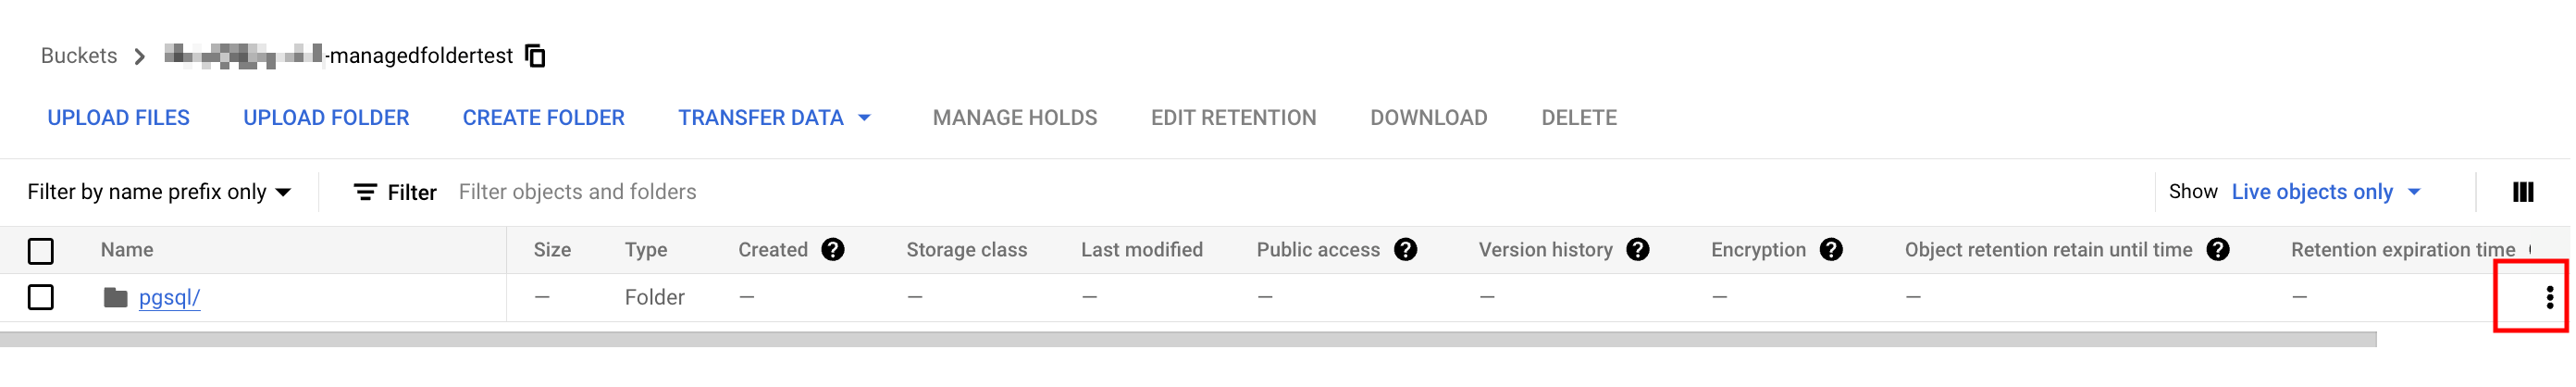 Buckets > -managedfoldertest
UPLOAD FILES UPLOAD FOLDER CREATE FOLDER TRANSFER DATA MANAGE HOLDS EDIT RETENTION DOWNLOAD DELETE
Filter by name prefix only Filter Filter objects and folders Show Live objects only
Name Size Type Created ? Storage class Last modified Public access ? Version history ? Encryption ? Object retention retain until time ? Retention expiration time
pgsql/ — Folder — — — — — — — —